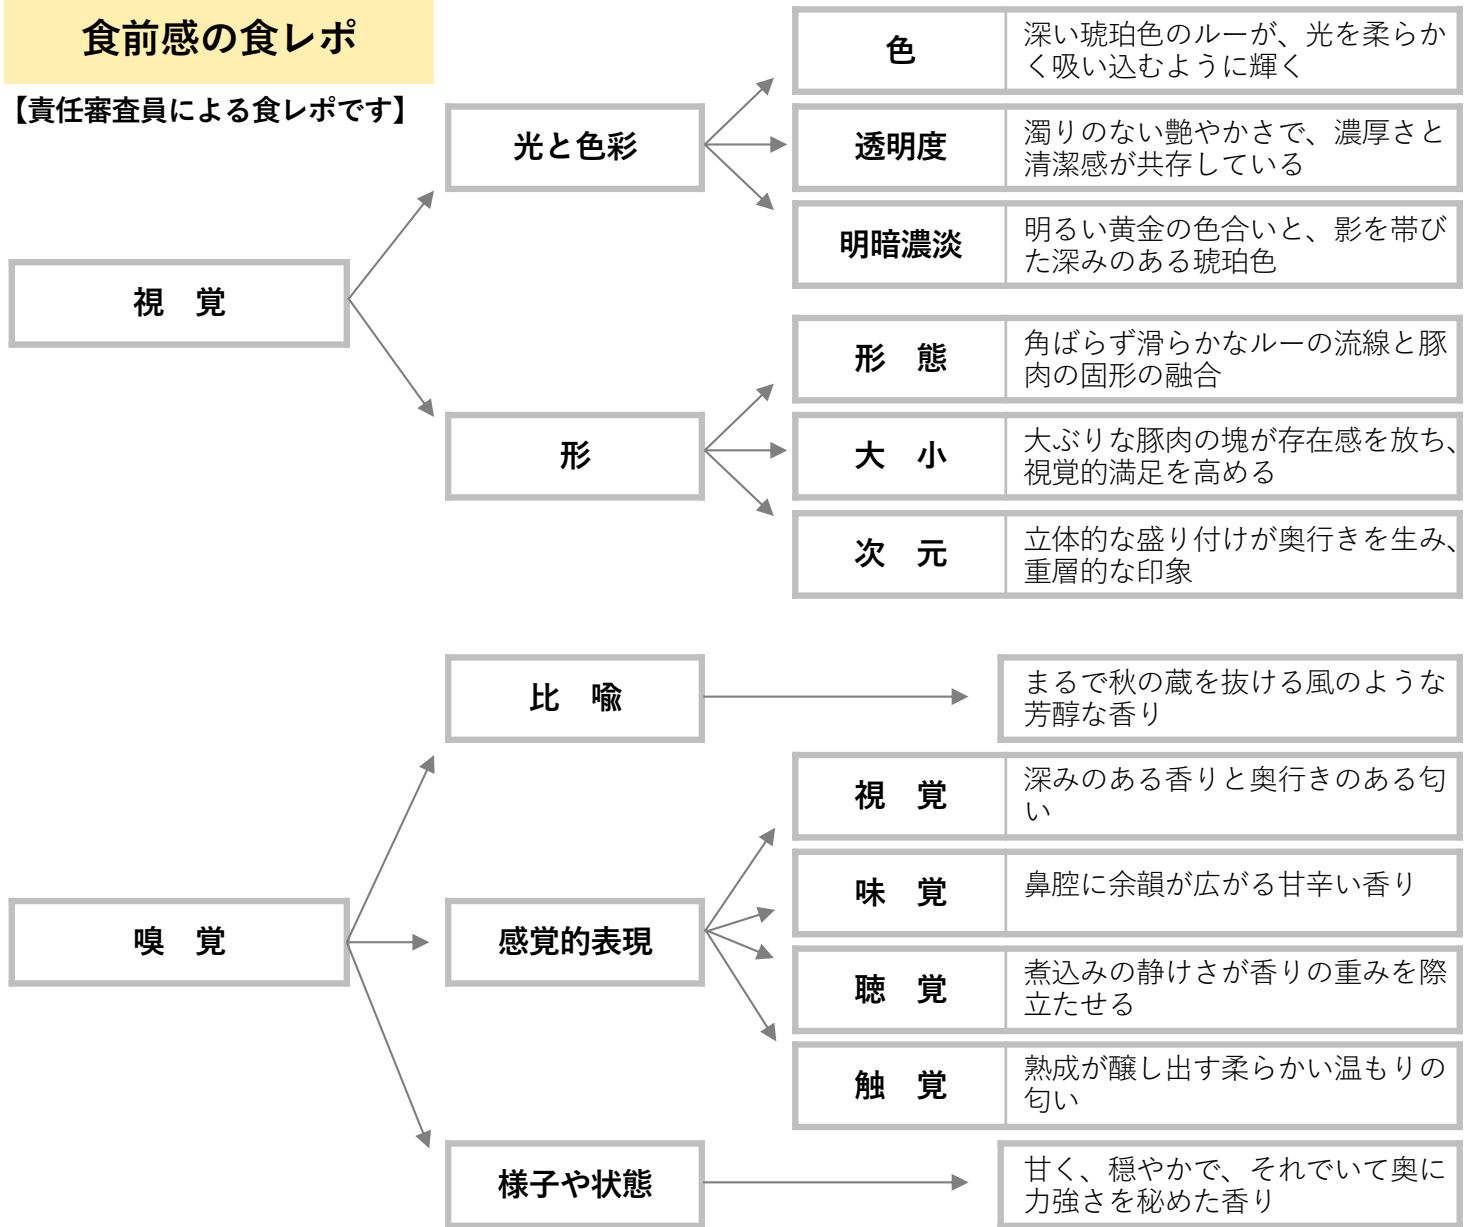 食前感の食レポ
【責任審査員による食レポです】
視　覚
光と色彩
色
深い琥珀色のルーが、光を柔らか
く吸い込むように輝く
透明度
濁りのない艶やかさで、濃厚さと
清潔感が共存している
明暗濃淡
明るい黄金の色合いと、影を帯び
た深みのある琥珀色
形
形　態
角ばらず滑らかなルーの流線と豚
肉の固形の融合
大　小
大ぶりな豚肉の塊が存在感を放ち、
視覚的満足を高める
次　元
立体的な盛り付けが奥行きを生み、
重層的な印象
嗅　覚
比　喩
まるで秋の蔵を抜ける風のような
芳醇な香り
感覚的表現
視　覚
深みのある香りと奥行きのある匂
い
味　覚
鼻腔に余韻が広がる甘辛い香り
聴　覚
煮込みの静けさが香りの重みを際
立たせる
触　覚
熟成が醸し出す柔らかい温もりの
匂い
様子や状態
甘く、穏やかで、それでいて奥に
力強さを秘めた香り